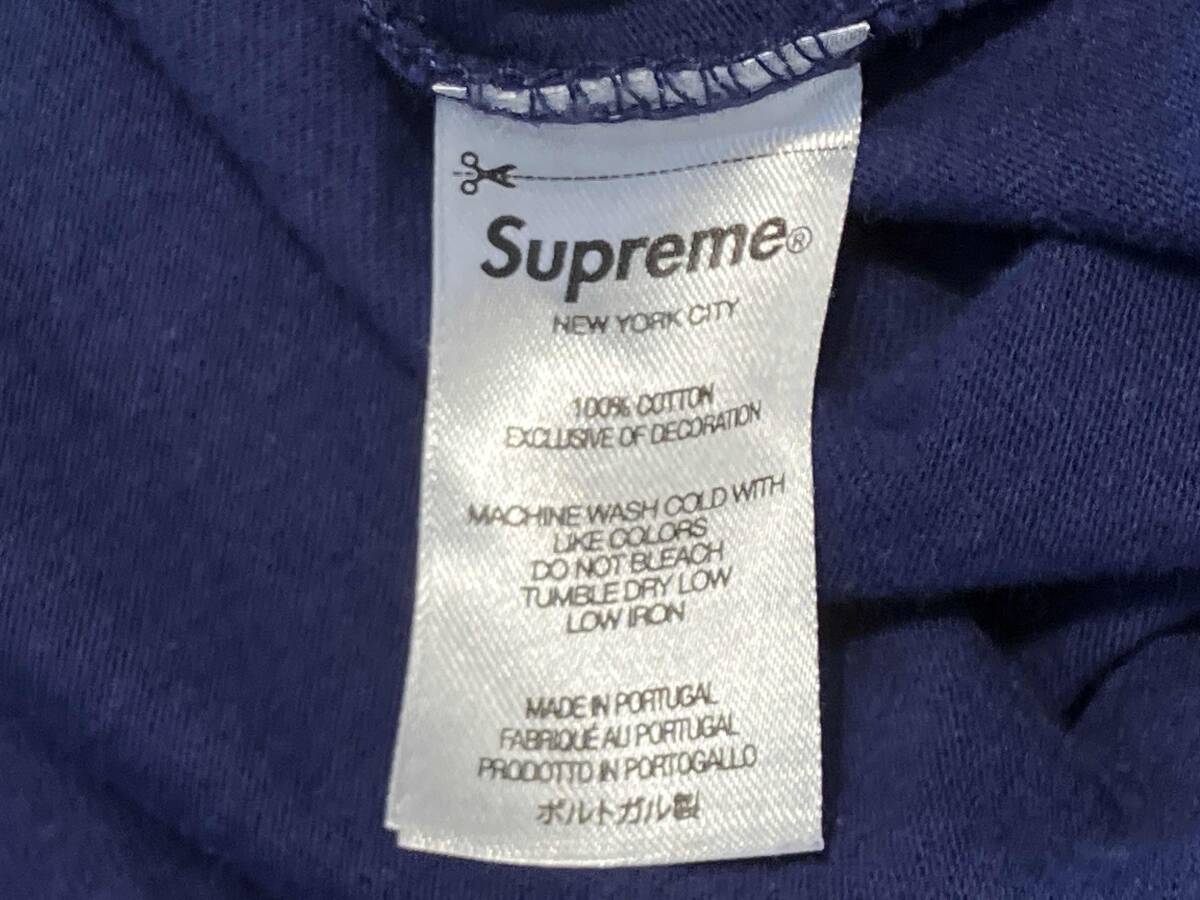 Supreme®
NEW YORK CITY
100% COTTON
EXCLUSIVE OF DECORATION
MACHINE WASH COLD WITH
LIKE COLORS
DO NOT BLEACH
TUMBLE DRY LOW
LOW IRON
MADE IN PORTUGAL
FABRIQUÉ AU PORTUGAL
PRODOTTO IN PORTOGALLO
ポルトガル製